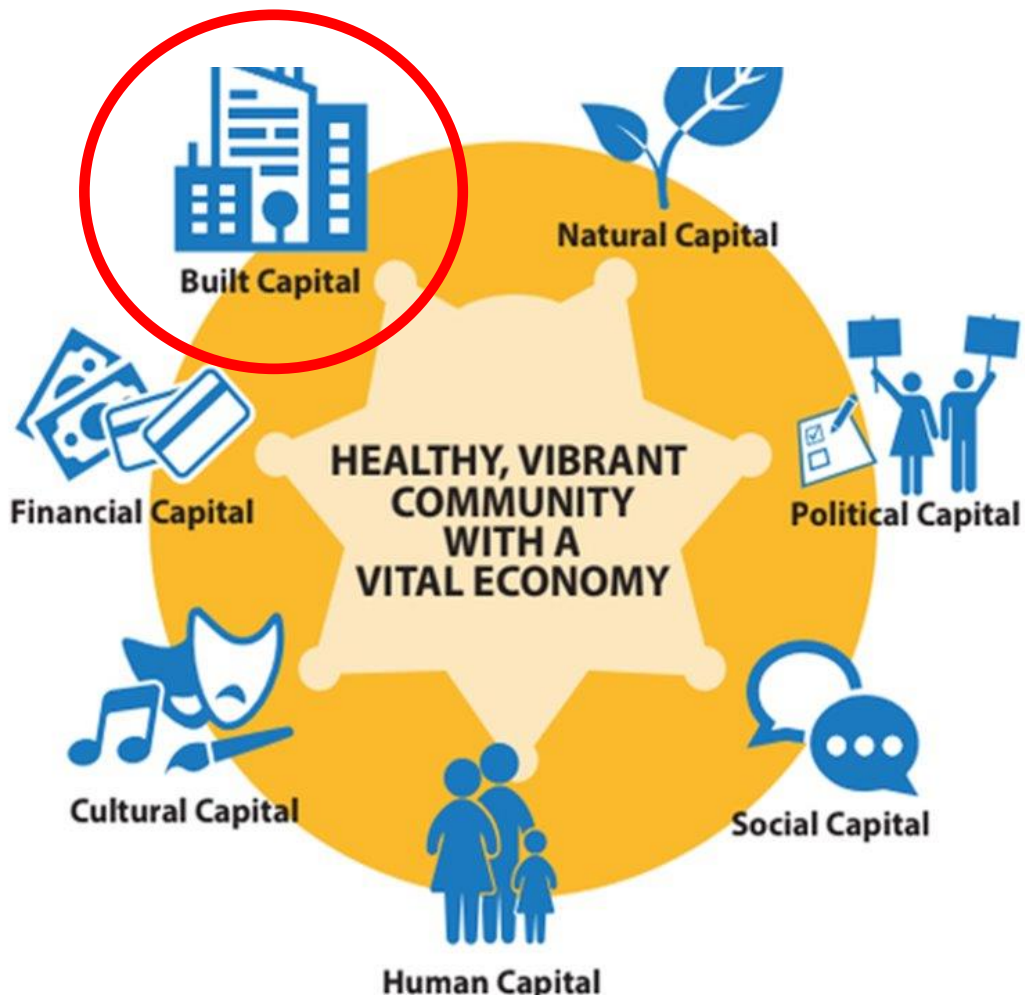 Built Capital
Natural Capital
Financial Capital
HEALTHY, VIBRANT
COMMUNITY
WITH A
VITAL ECONOMY
Political Capital
Cultural Capital
Social Capital
Human Capital